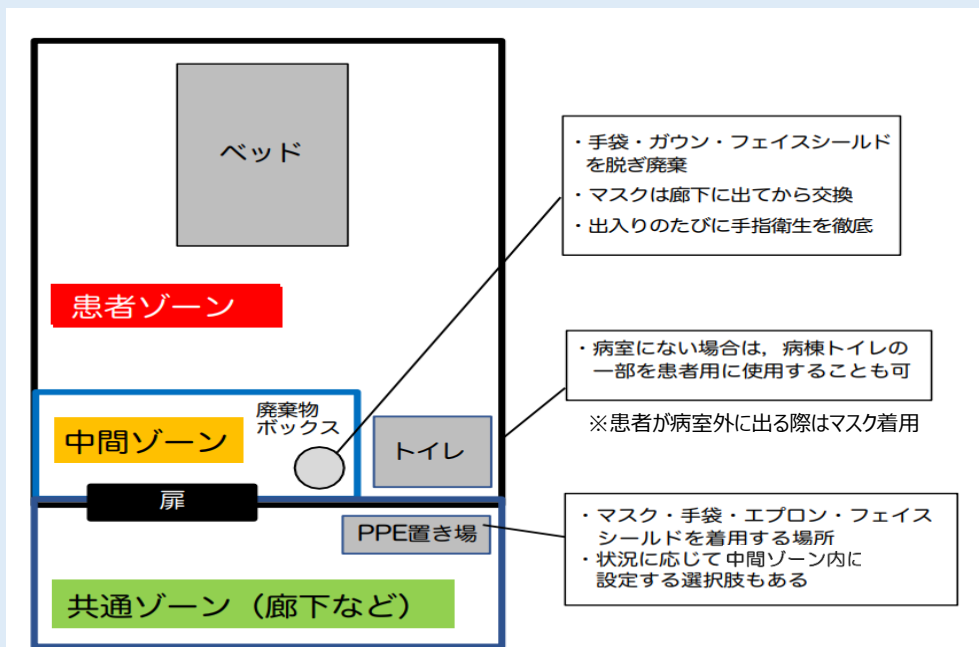 ベッド
患者ゾーン
中間ゾーン
廃棄物
ボックス
トイレ
扉
PPE置き場
共通ゾーン（廊下など）
・手袋・ガウン・フェイスシールド
を脱ぎ廃棄
・マスクは廊下に出てから交換
・出入りのたびに手指衛生を徹底
・病室にない場合は，病棟トイレの
一部を患者用に使用することも可
※患者が病室外に出る際はマスク着用
・マスク・手袋・エプロン・フェイス
シールドを着用する場所
・状況に応じて中間ゾーン内に
設定する選択肢もある